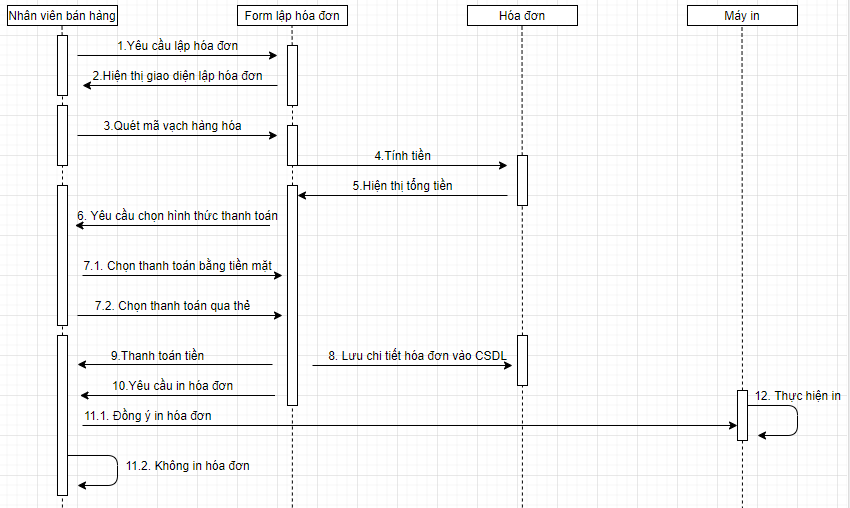 Nhân viên bán hàng
Form lập hóa đơn
Hóa đơn
Máy in
1.Yêu cầu lập hóa đơn
2.Hiện thị giao diện lập hóa đơn
3.Quét mã vạch hàng hóa
4.Tính tiền
5.Hiện thị tổng tiền
6. Yêu cầu chọn hình thức thanh toán
7.1. Chọn thanh toán bằng tiền mặt
7.2. Chọn thanh toán qua thẻ
8. Lưu chi tiết hóa đơn vào CSDL
9.Thanh toán tiền
10.Yêu cầu in hóa đơn
12. Thực hiện in
11.1. Đồng ý in hóa đơn
11.2. Không in hóa đơn